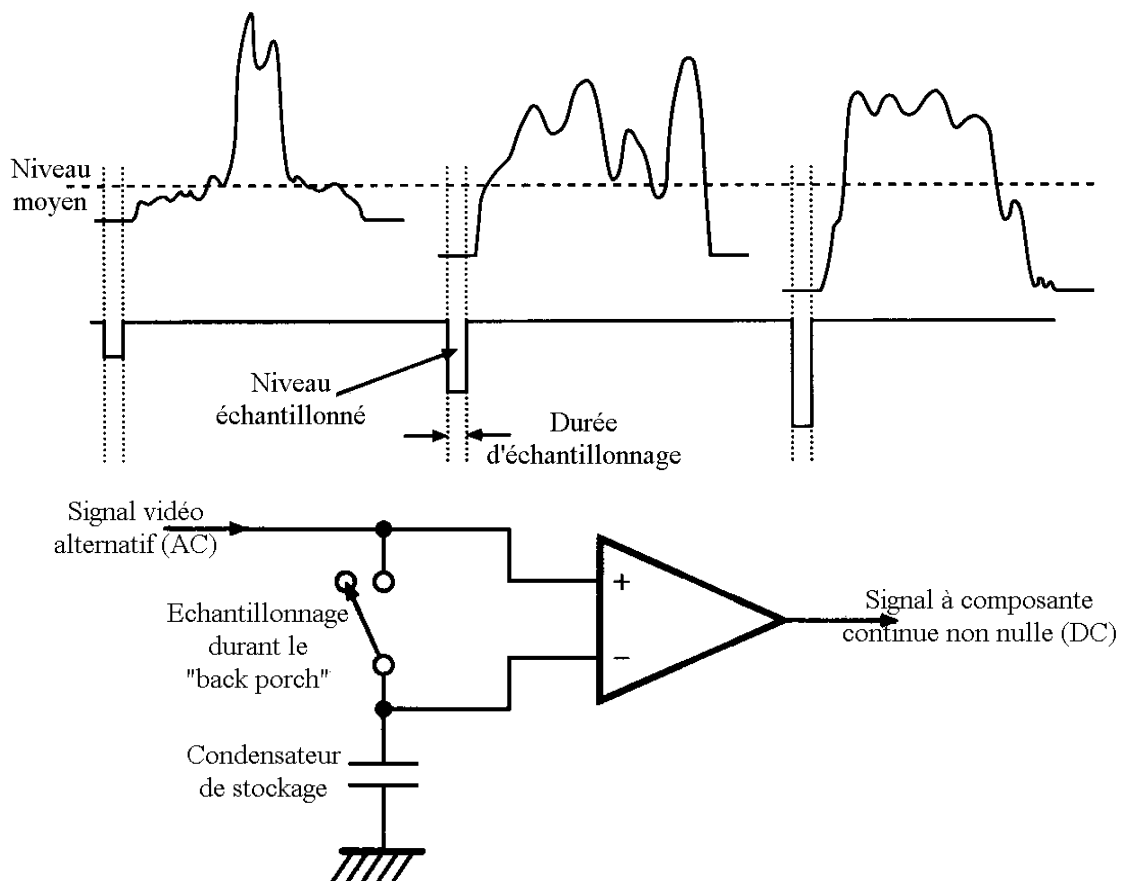 Niveau
moyen
Niveau
échantillonné
Durée
d'échantillonnage
Signal vidéo
alternatif (AC)
+
Echantillonnage
durant le
"back porch"
−
Signal à composante
continue non nulle (DC)
Condensateur
de stockage